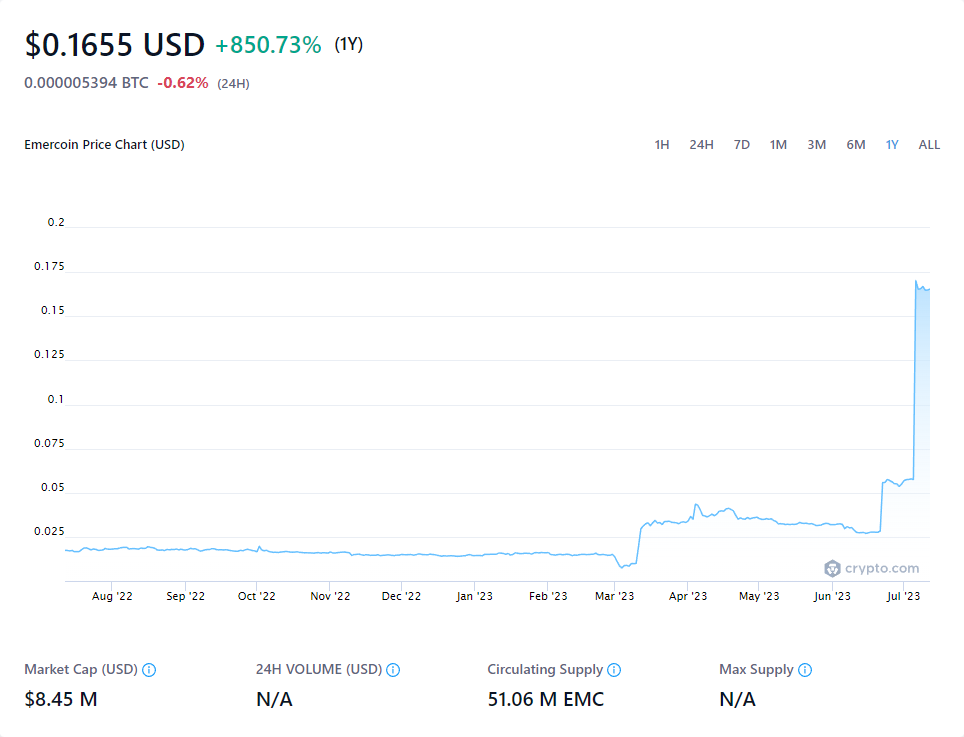 $0.1655 USD +850.73% (1Y)
0.000005394 BTC -0.62% (24H)
Emercoin Price Chart (USD) 1H 24H 7D 1M 3M 6M 1Y ALL
0.2
0.175
0.15
0.125
0.1
0.075
0.05
0.025
crypto.com
Aug '22 Sep '22 Oct '22 Nov '22 Dec '22 Jan '23 Feb '23 Mar '23 Apr '23 May '23 Jun '23 Jul '23
Market Cap (USD) 24H VOLUME (USD) Circulating Supply Max Supply
$8.45 M N/A 51.06 M EMC N/A